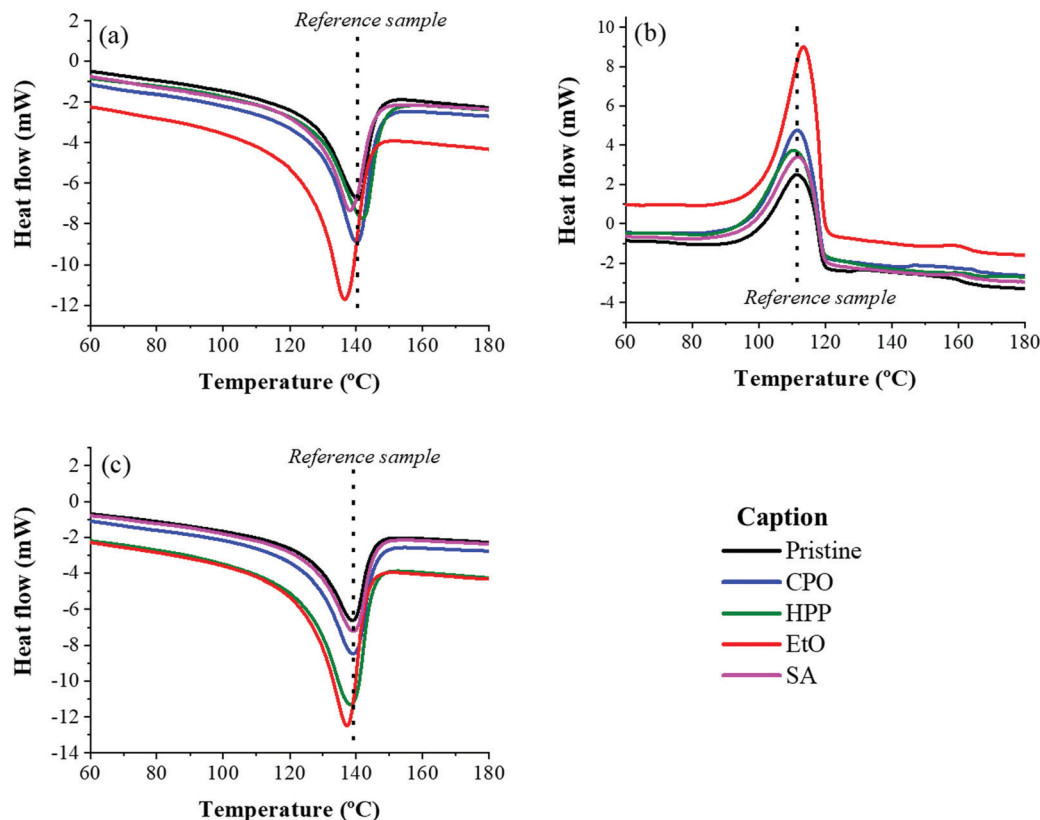 (a)
Reference sample
Heat flow (mW)
2
0
-2
-4
-6
-8
-10
-12
60 80 100 120 140 160 180
Temperature (ºC)
(b)
Heat flow (mW)
10
8
6
4
2
0
-2
-4
Reference sample
60 80 100 120 140 160 180
Temperature (ºC)
(c)
Reference sample
Heat flow (mW)
2
0
-2
-4
-6
-8
-10
-12
-14
60 80 100 120 140 160 180
Temperature (ºC)
Caption
Pristine
CPO
HPP
EtO
SA